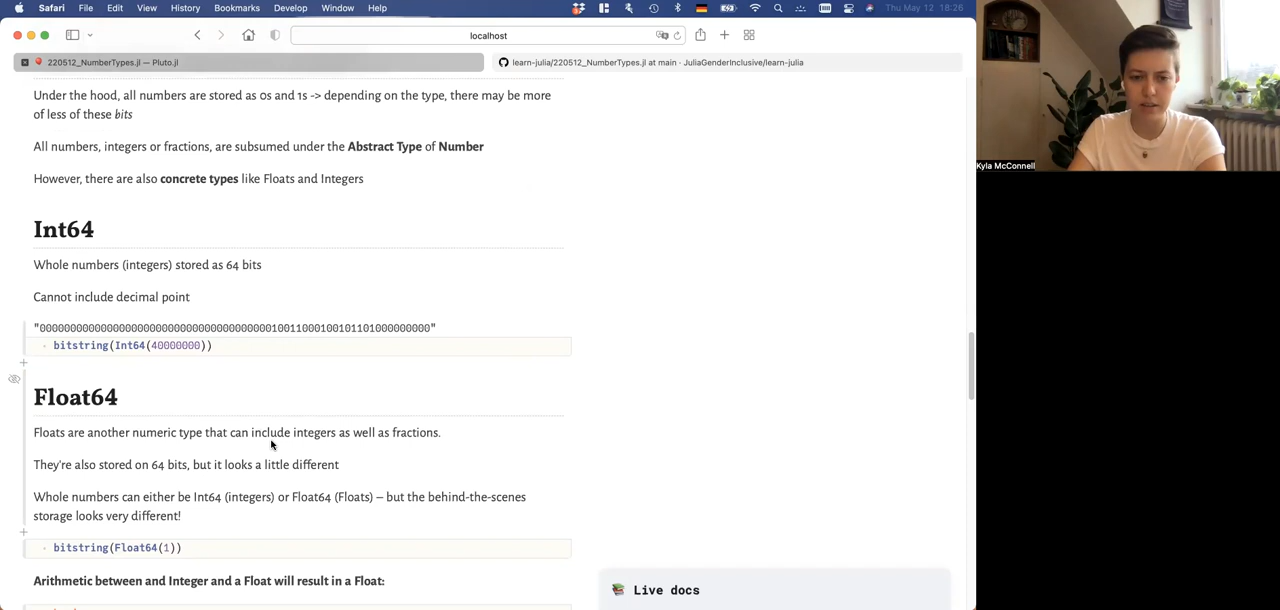 Safari File Edit View History Bookmarks Develop Window Help Thu May 12 18:26
localhost
220512_NumberTypes.jl — Pluto.jl
learn-julia/220512_NumberTypes.jl at main · JuliaGenderInclusive/learn-julia
Under the hood, all numbers are stored as 0s and 1s -> depending on the type, there may be more
of less of these bits
All numbers, integers or fractions, are subsumed under the Abstract Type of Number
However, there are also concrete types like Floats and Integers
Int64
Whole numbers (integers) stored as 64 bits
Cannot include decimal point
"0000000000000000000000000000000000000010011000100101101000000000"
bitstring(Int64(40000000))
Float64
Floats are another numeric type that can include integers as well as fractions.
They're also stored on 64 bits, but it looks a little different
Whole numbers can either be Int64 (integers) or Float64 (Floats) – but the behind-the-scenes
storage looks very different!
bitstring(Float64(1))
Arithmetic between and Integer and a Float will result in a Float:
Live docs
Kyla McConnell